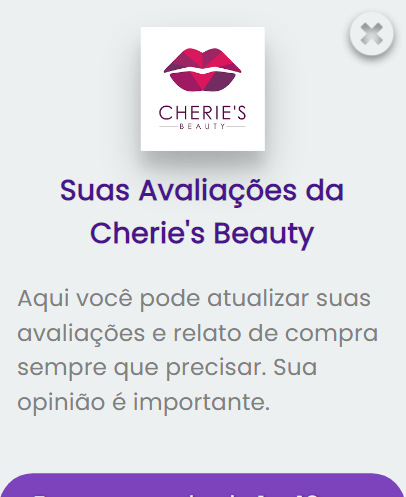 CHERIE'S
BEAUTY
Suas Avaliações da
Cherie's Beauty
Aqui você pode atualizar suas
avaliações e relato de compra
sempre que precisar. Sua
opinião é importante.